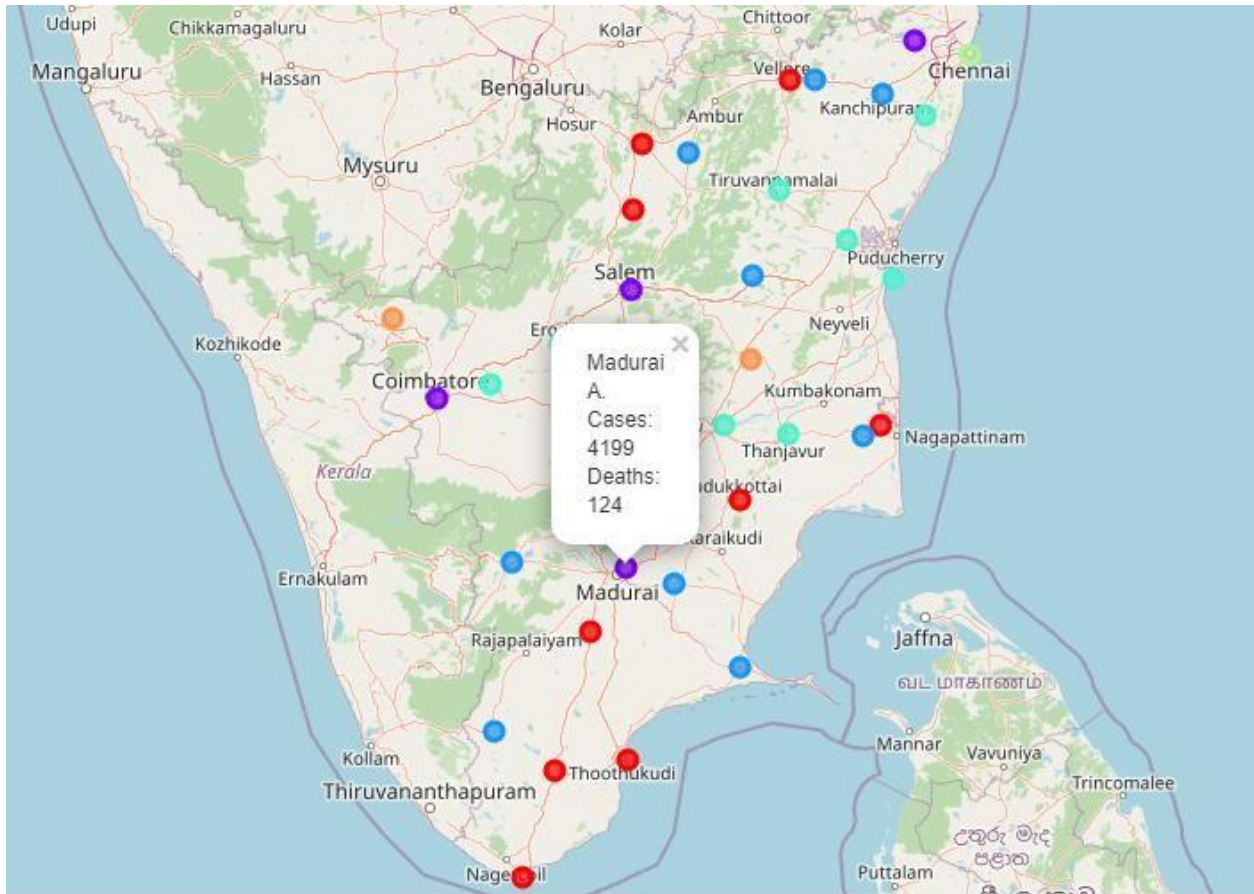 Udupi
Chikkamagaluru
Kolar
Chittoor
Mangaluru
Hassan
Bengaluru
Vellore
Chennai
Hosur
Ambur
Mysuru
Tiruvannamalai
Salem
Puducherry
Neyveli
Kozhikode
Coimbatore
Kumbakonam
Nagapattinam
Thanjavur
Kerala
Madurai
A.
Cases:
4199
Deaths:
124
×
Ernakulam
Madurai
Rajapalaiyam
Jaffna
வட மாகாணம்
Kollam
Thoothukudi
Mannar
Vavuniya
Thiruvananthapuram
Trincomalee
උතුරු මැද
පළාත
Puttalam